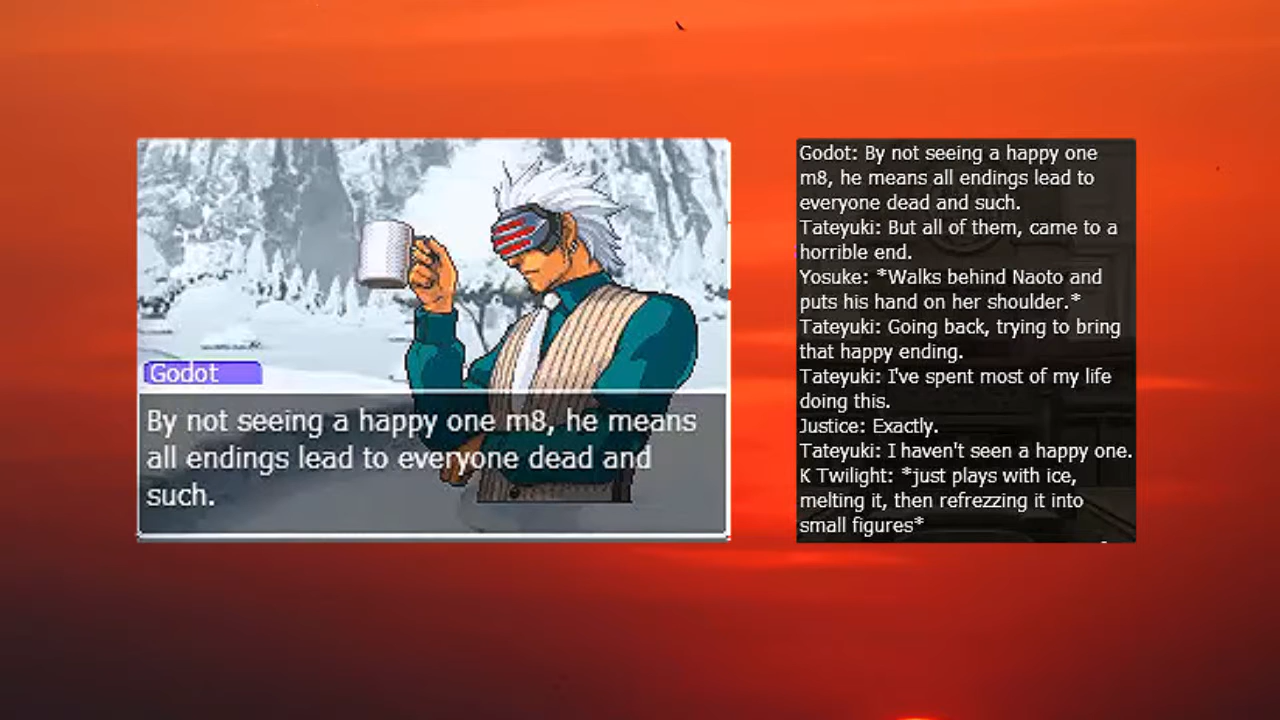 Godot
By not seeing a happy one m8, he means
all endings lead to everyone dead and
such.
Godot: By not seeing a happy one
m8, he means all endings lead to
everyone dead and such.
Tateyuki: But all of them, came to a
horrible end.
Yosuke: *Walks behind Naoto and
puts his hand on her shoulder.*
Tateyuki: Going back, trying to bring
that happy ending.
Tateyuki: I've spent most of my life
doing this.
Justice: Exactly.
Tateyuki: I haven't seen a happy one.
K Twilight: *just plays with ice,
melting it, then refrezzing it into
small figures*